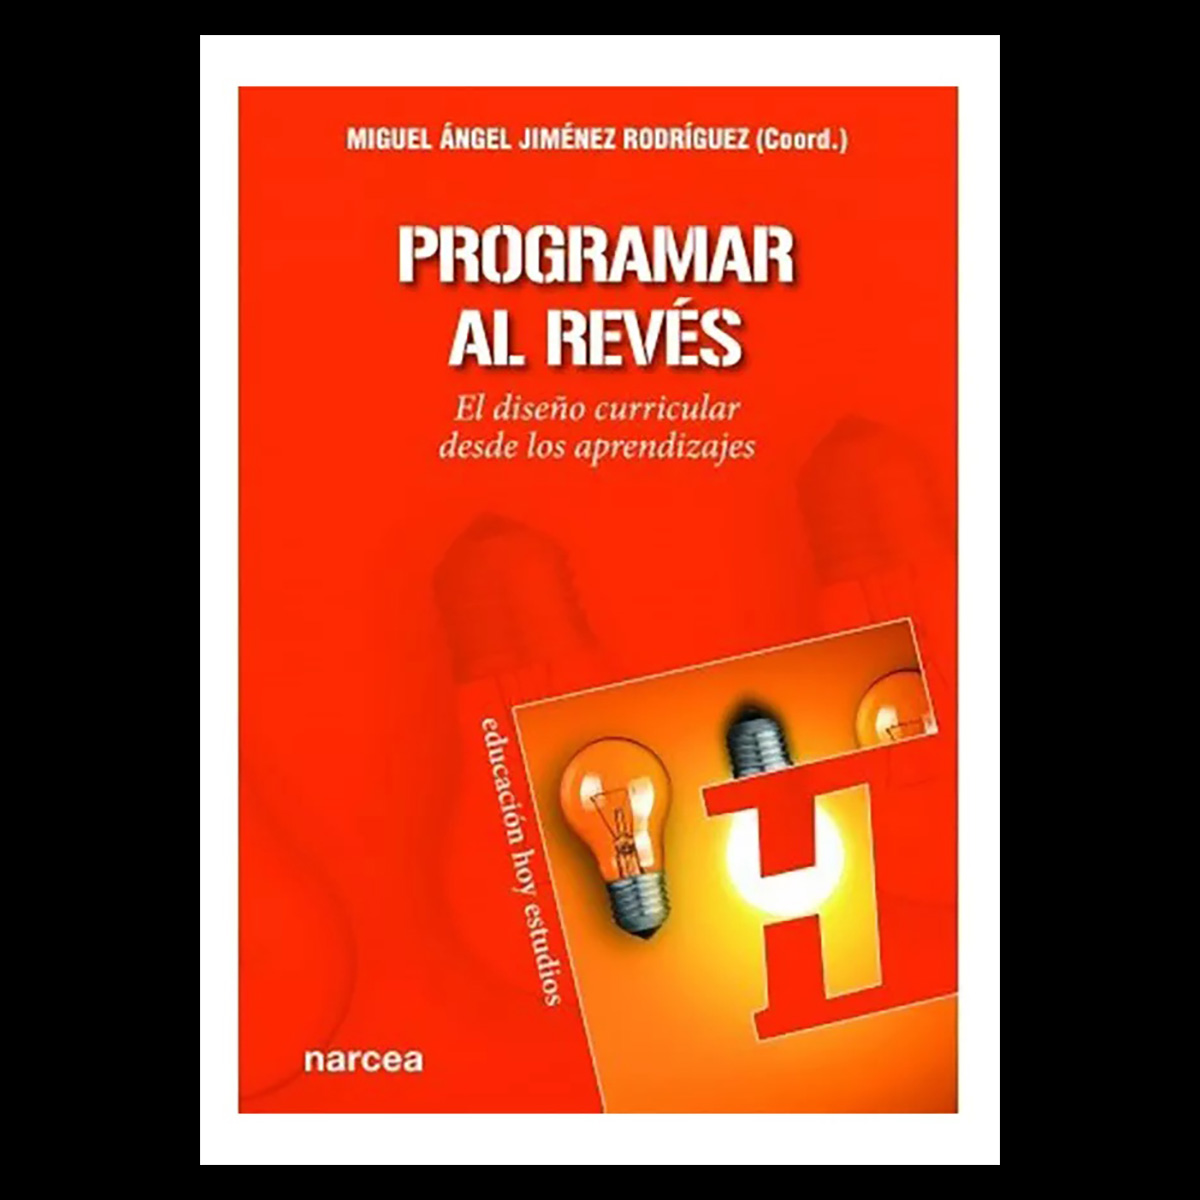 MIGUEL ÁNGEL JIMÉNEZ RODRÍGUEZ (Coord.)
PROGRAMAR
AL REVÉS
El diseño curricular
desde los aprendizajes
educación hoy estudios
narcea